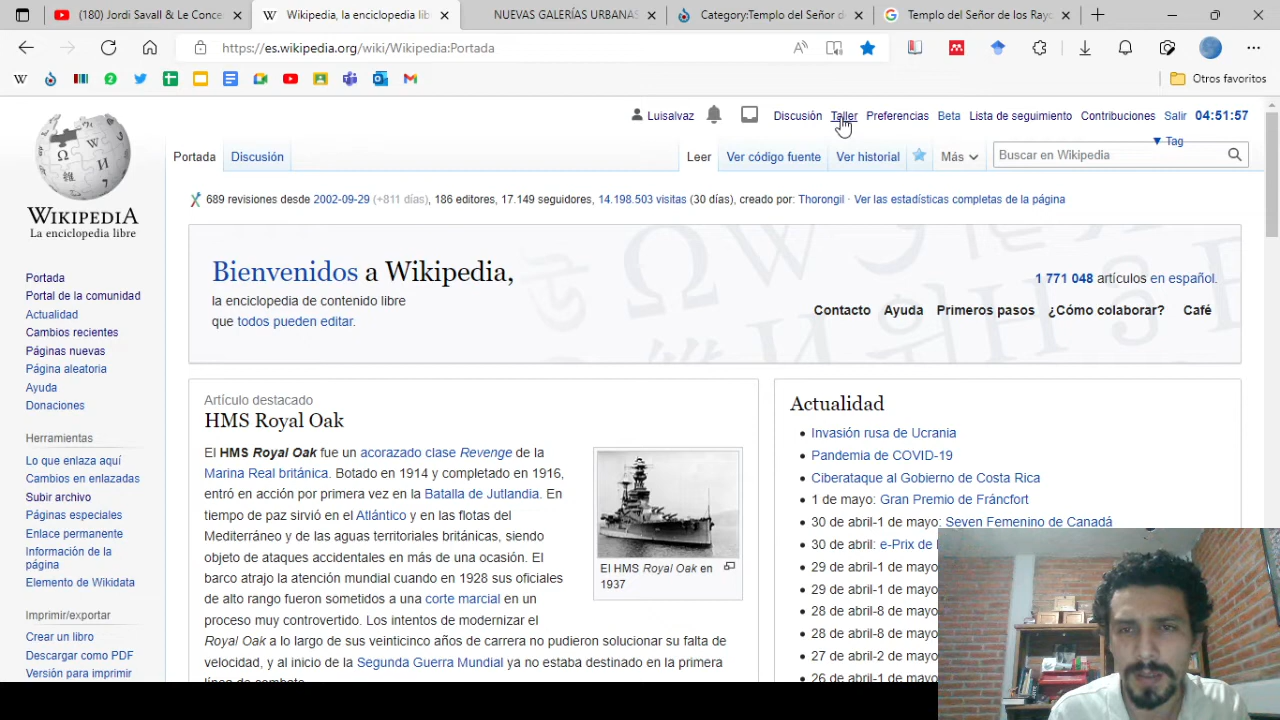 (180) Jordi Savall & Le Conce
Wikipedia, la enciclopedia lib
NUEVAS GALERÍAS URBANAS
Category:Templo del Señor d
Templo del Señor de los Rayo
https://es.wikipedia.org/wiki/Wikipedia:Portada
Otros favoritos
Luisalvaz Discusión Taller Preferencias Beta Lista de seguimiento Contribuciones Salir 04:51:57
▼ Tag
Portada Discusión Leer Ver código fuente Ver historial Más Buscar en Wikipedia
689 revisiones desde 2002-09-29 (+811 días), 186 editores, 17.149 seguidores, 14.198.503 visitas (30 días), creado por: Thorongil · Ver las estadísticas completas de la página
WIKIPEDIA
La enciclopedia libre
Portada
Portal de la comunidad
Actualidad
Cambios recientes
Páginas nuevas
Página aleatoria
Ayuda
Donaciones
Herramientas
Lo que enlaza aquí
Cambios en enlazadas
Subir archivo
Páginas especiales
Enlace permanente
Información de la
página
Elemento de Wikidata
Imprimir/exportar
Crear un libro
Descargar como PDF
Versión para imprimir
Bienvenidos a Wikipedia,
la enciclopedia de contenido libre
que todos pueden editar.
1 771 048 artículos en español.
Contacto Ayuda Primeros pasos ¿Cómo colaborar? Café
Artículo destacado
HMS Royal Oak
El HMS Royal Oak fue un acorazado clase Revenge de la
Marina Real británica. Botado en 1914 y completado en 1916,
entró en acción por primera vez en la Batalla de Jutlandia. En
tiempo de paz sirvió en el Atlántico y en las flotas del
Mediterráneo y de las aguas territoriales británicas, siendo
objeto de ataques accidentales en más de una ocasión. El
barco atrajo la atención mundial cuando en 1928 sus oficiales
de alto rango fueron sometidos a una corte marcial en un
proceso muy controvertido. Los intentos de modernizar el
Royal Oak a lo largo de sus veinticinco años de carrera no pudieron solucionar su falta de
velocidad, y al inicio de la Segunda Guerra Mundial ya no estaba destinado en la primera
línea de combate
El HMS Royal Oak en
1937
Actualidad
Invasión rusa de Ucrania
Pandemia de COVID-19
Ciberataque al Gobierno de Costa Rica
1 de mayo: Gran Premio de Fráncfort
30 de abril-1 de mayo: Seven Femenino de Canadá
30 de abril: e-Prix de
29 de abril-1 de mayo
29 de abril-1 de mayo
28 de abril-8 de mayo
28 de abril-8 de mayo
27 de abril-2 de mayo
26 de abril-1 de mayo